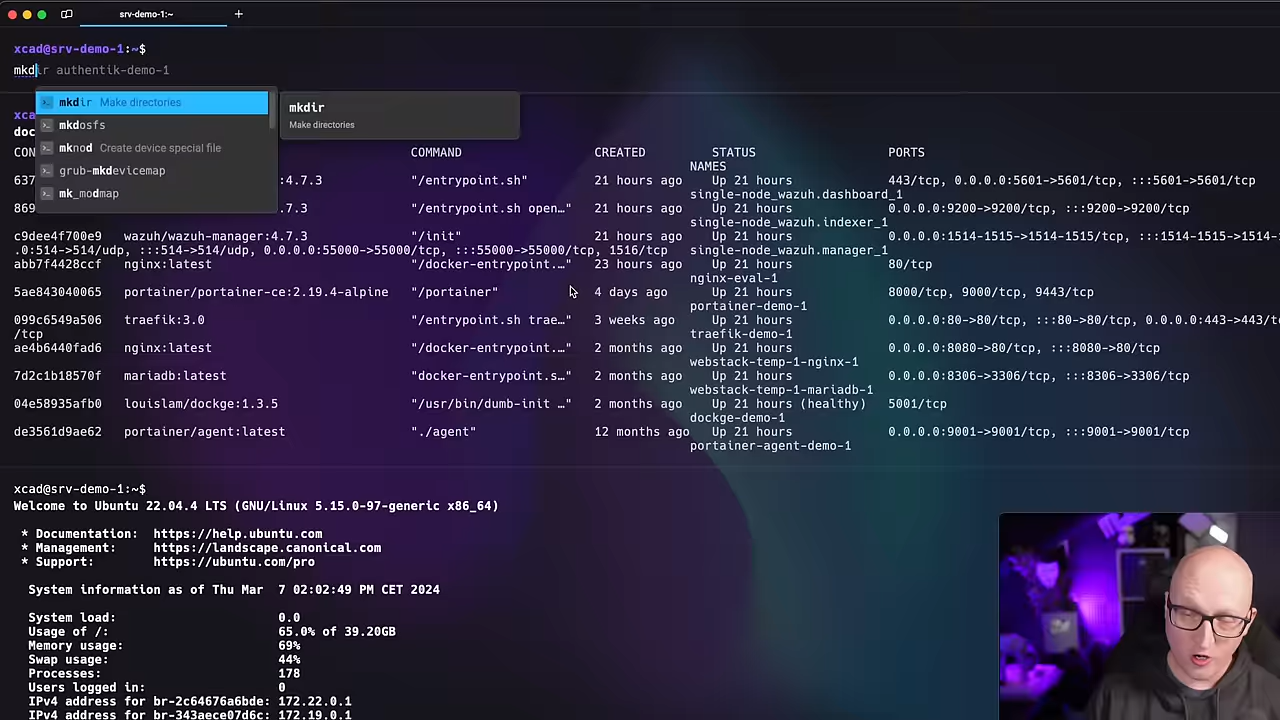 srv-demo-1:~
xcad@srv-demo-1:~$
mkdir authentik-demo-1
mkdir Make directories
mkdosfs
mknod Create device special file
grub-mkdevicemap
mk_modmap
mkdir
Make directories
xca
doc
CON COMMAND CREATED STATUS PORTS
NAMES
637 :4.7.3 "/entrypoint.sh" 21 hours ago Up 21 hours 443/tcp, 0.0.0.0:5601->5601/tcp, :::5601->5601/tcp
single-node_wazuh.dashboard_1
869 .7.3 "/entrypoint.sh open…" 21 hours ago Up 21 hours 0.0.0.0:9200->9200/tcp, :::9200->9200/tcp
single-node_wazuh.indexer_1
c9dee4f700e9 wazuh/wazuh-manager:4.7.3 "/init" 21 hours ago Up 21 hours 0.0.0.0:1514-1515->1514-1515/tcp, :::1514-1515->1514-
.0:514->514/udp, :::514->514/udp, 0.0.0.0:55000->55000/tcp, :::55000->55000/tcp, 1516/tcp single-node_wazuh.manager_1
abb7f4428ccf nginx:latest "/docker-entrypoint.…" 23 hours ago Up 21 hours 80/tcp
nginx-eval-1
5ae843040065 portainer/portainer-ce:2.19.4-alpine "/portainer" 4 days ago Up 21 hours 8000/tcp, 9000/tcp, 9443/tcp
portainer-demo-1
099c6549a506 traefik:3.0 "/entrypoint.sh trae…" 3 weeks ago Up 21 hours 0.0.0.0:80->80/tcp, :::80->80/tcp, 0.0.0.0:443->443/t
/tcp traefik-demo-1
ae4b6440fad6 nginx:latest "/docker-entrypoint.…" 2 months ago Up 21 hours 0.0.0.0:8080->80/tcp, :::8080->80/tcp
webstack-temp-1-nginx-1
7d2c1b18570f mariadb:latest "docker-entrypoint.s…" 2 months ago Up 21 hours 0.0.0.0:8306->3306/tcp, :::8306->3306/tcp
webstack-temp-1-mariadb-1
04e58935afb0 louislam/dockge:1.3.5 "/usr/bin/dumb-init …" 2 months ago Up 21 hours (healthy) 5001/tcp
dockge-demo-1
de3561d9ae62 portainer/agent:latest "./agent" 12 months ago Up 21 hours 0.0.0.0:9001->9001/tcp, :::9001->9001/tcp
portainer-agent-demo-1
xcad@srv-demo-1:~$
Welcome to Ubuntu 22.04.4 LTS (GNU/Linux 5.15.0-97-generic x86_64)
* Documentation: https://help.ubuntu.com
* Management: https://landscape.canonical.com
* Support: https://ubuntu.com/pro
System information as of Thu Mar 7 02:02:49 PM CET 2024
System load: 0.0
Usage of /: 65.0% of 39.20GB
Memory usage: 69%
Swap usage: 44%
Processes: 178
Users logged in: 0
IPv4 address for br-2c64676a6bde: 172.22.0.1
IPv4 address for br-343aece07d6c: 172.19.0.1